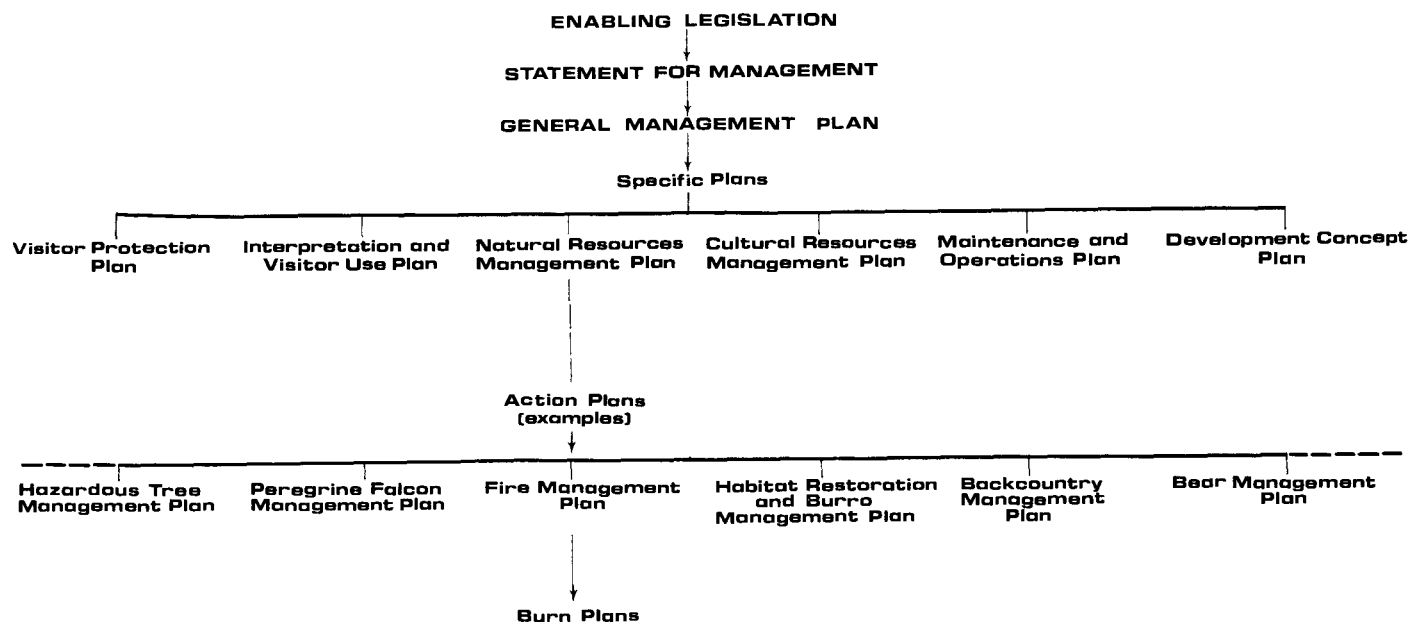 ENABLING LEGISLATION
STATEMENT FOR MANAGEMENT
GENERAL MANAGEMENT PLAN
Specific Plans
Visitor Protection
Plan
Interpretation and
Visitor Use Plan
Natural Resources
Management Plan
Cultural Resources
Management Plan
Maintenance and
Operations Plan
Development Concept
Plan
Action Plans
(examples)
Hazardous Tree
Management Plan
Peregrine Falcon
Management Plan
Fire Management
Plan
Habitat Restoration
and Burro
Management Plan
Backcountry
Management
Plan
Bear Management
Plan
Burn Plans